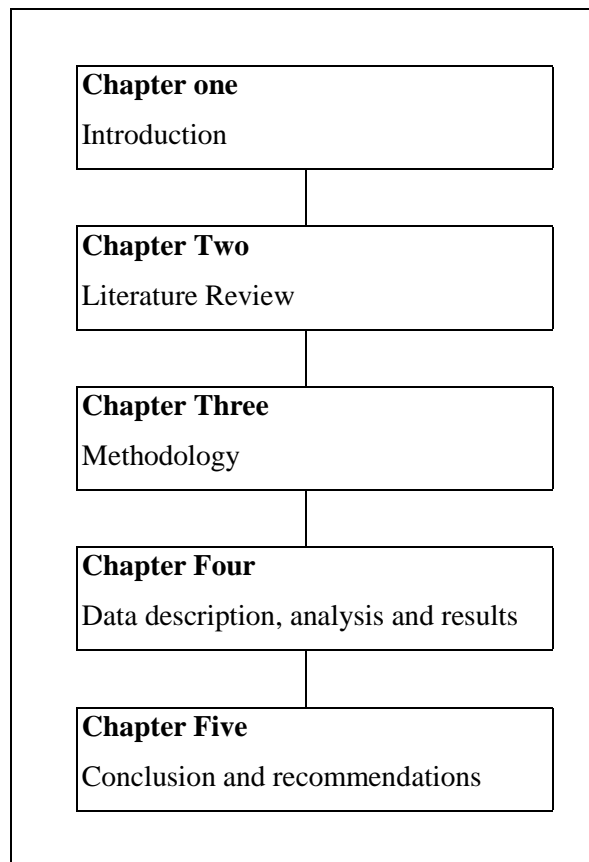 Chapter one
Introduction
Chapter Two
Literature Review
Chapter Three
Methodology
Chapter Four
Data description, analysis and results
Chapter Five
Conclusion and recommendations